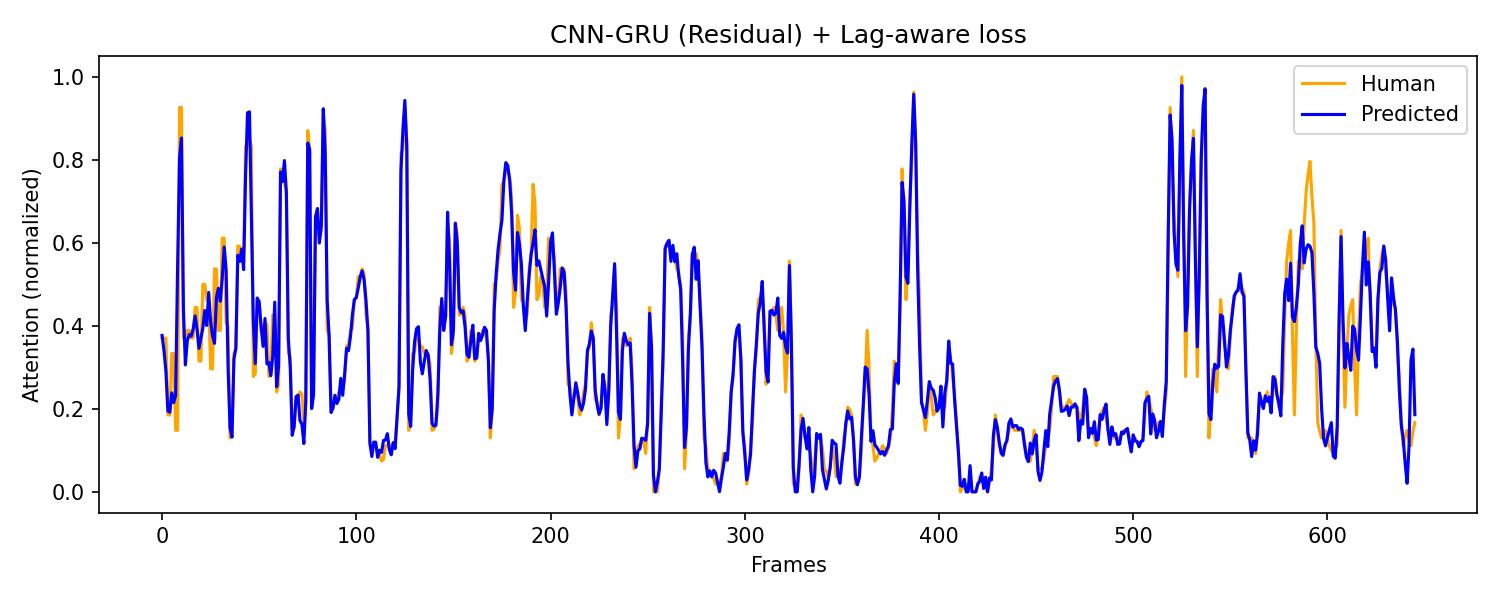 CNN-GRU (Residual) + Lag-aware loss
Human
Predicted
Attention (normalized)
1.0
0.8
0.6
0.4
0.2
0.0
0 100 200 300 400 500 600
Frames